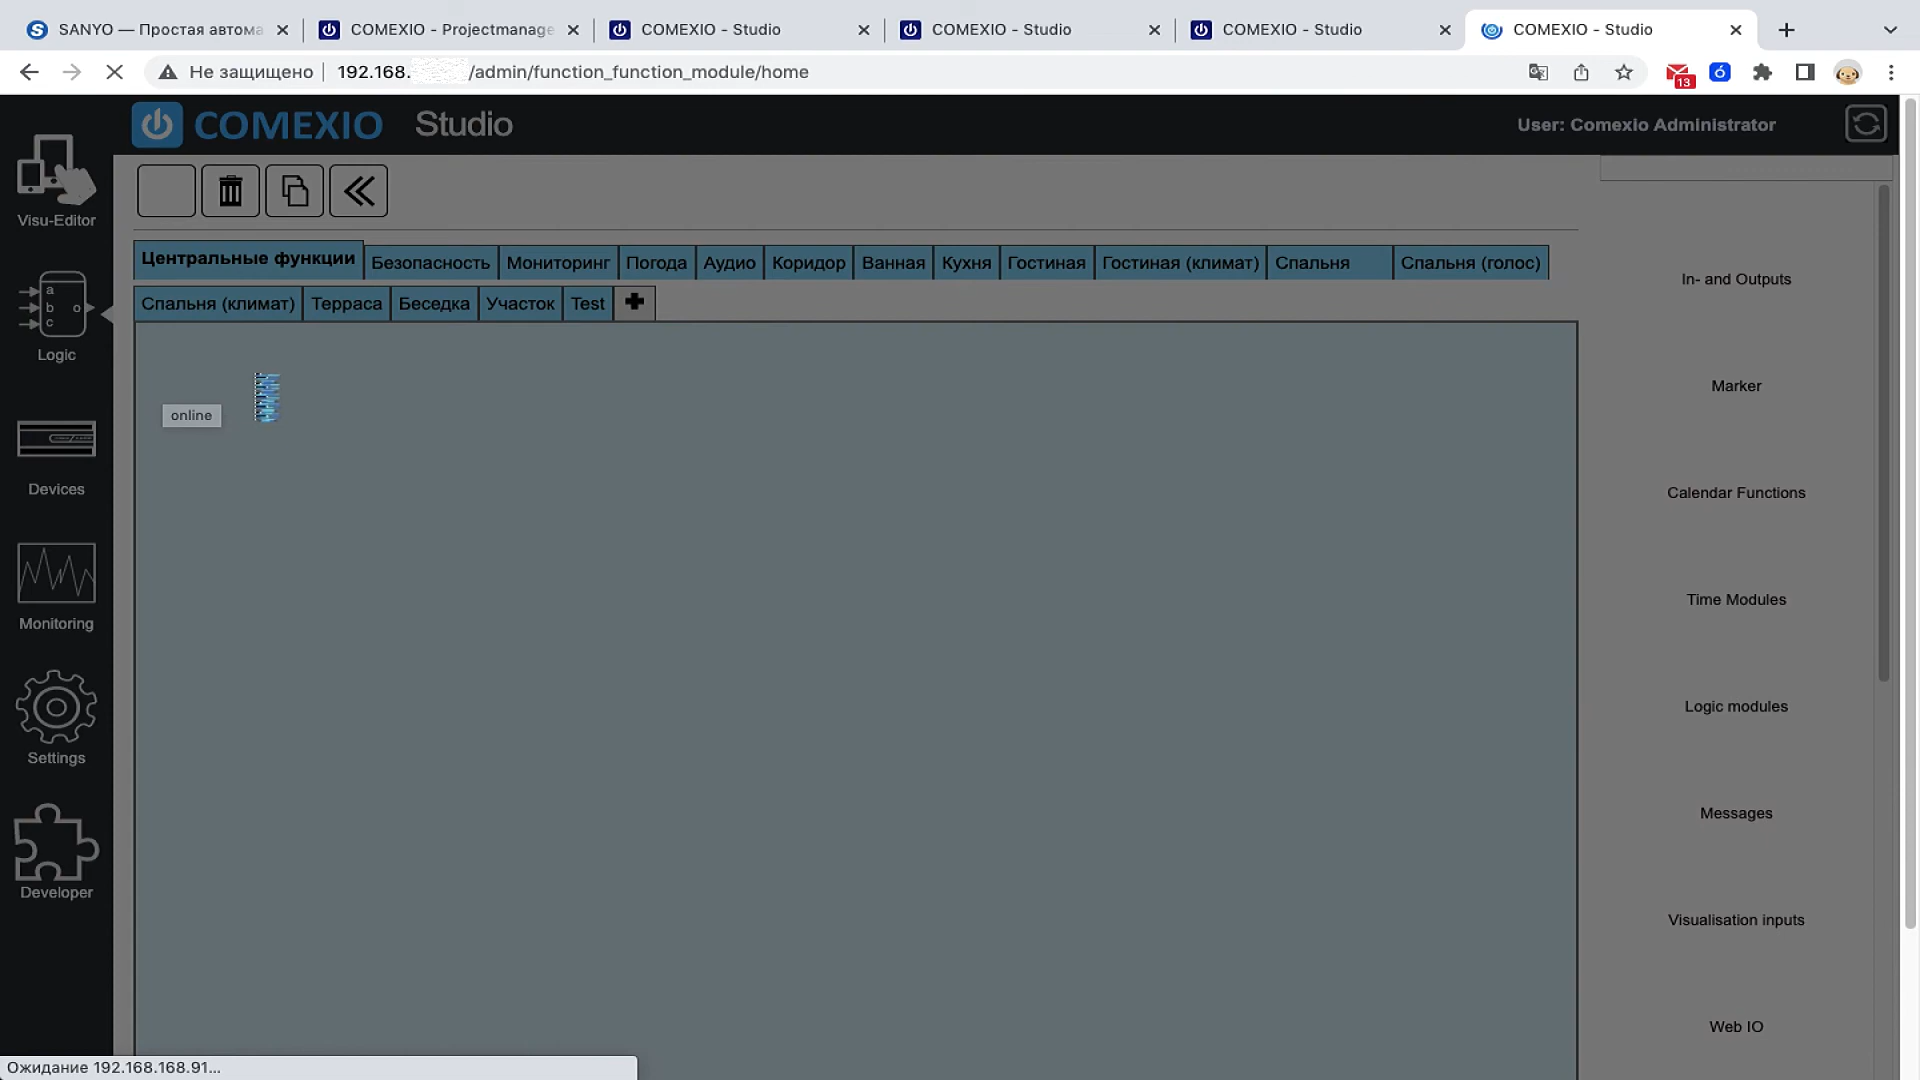 SANYO — Простая автома
COMEXIO - Projectmanage
COMEXIO - Studio
COMEXIO - Studio
COMEXIO - Studio
COMEXIO - Studio
Не защищено
192.168. /admin/function_function_module/home
13
COMEXIO Studio
User: Comexio Administrator
Visu-Editor
a
b o
c
Logic
Devices
Monitoring
Settings
Developer
Центральные функции
Безопасность
Мониторинг
Погода
Аудио
Коридор
Ванная
Кухня
Гостиная
Гостиная (климат)
Спальня
Спальня (голос)
Спальня (климат)
Терраса
Беседка
Участок
Test
online
In- and Outputs
Marker
Calendar Functions
Time Modules
Logic modules
Messages
Visualisation inputs
Web IO
Ожидание 192.168.168.91...